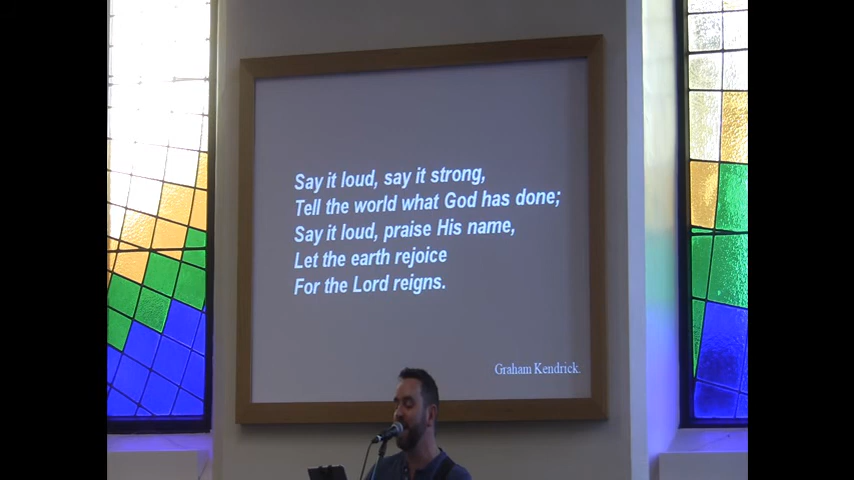 Say it loud, say it strong,
Tell the world what God has done;
Say it loud, praise His name,
Let the earth rejoice
For the Lord reigns.
Graham Kendrick.